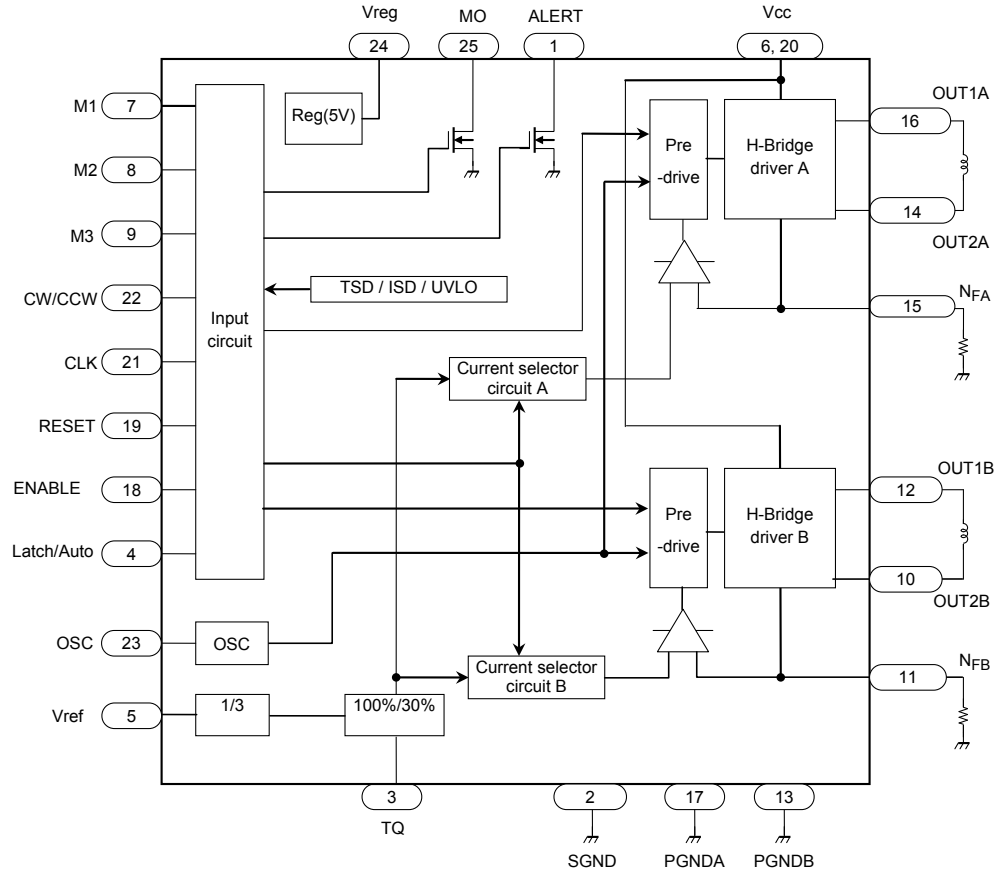 Vreg
MO
ALERT
Vcc
24
25
1
6, 20
M1
7
M2
8
M3
9
CW/CCW
22
CLK
21
RESET
19
ENABLE
18
Latch/Auto
4
OSC
23
Vref
5
Input
circuit
Reg(5V)
TSD / ISD / UVLO
Current selector
circuit A
Pre
-drive
H-Bridge
driver A
OUT1A
16
14
OUT2A
NFA
15
Pre
-drive
H-Bridge
driver B
OUT1B
12
10
OUT2B
NFB
11
OSC
Current selector
circuit B
1/3
100%/30%
3
TQ
2
SGND
17
PGNDA
13
PGNDB